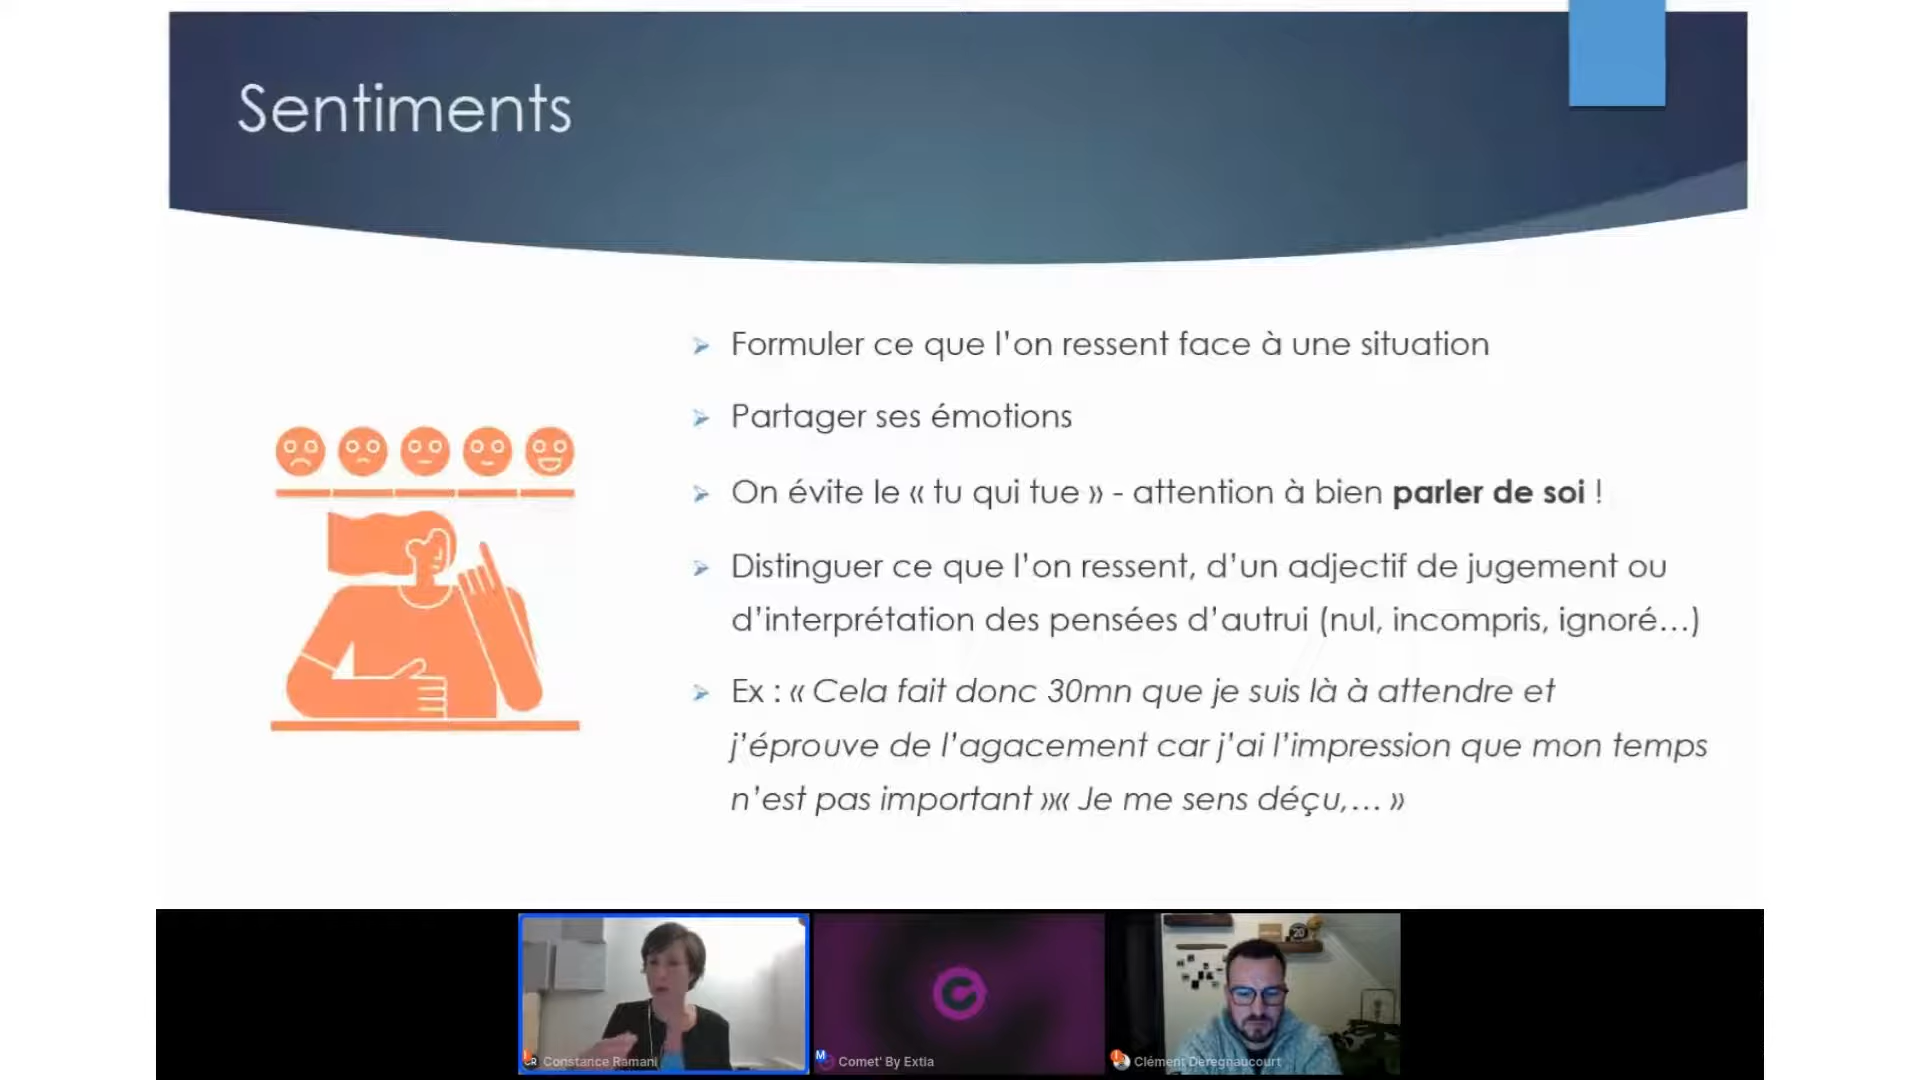 Sentiments
Formuler ce que l’on ressent face à une situation
Partager ses émotions
On évite le « tu qui tue » - attention à bien parler de soi !
Distinguer ce que l’on ressent, d’un adjectif de jugement ou
d’interprétation des pensées d’autrui (nul, incompris, ignoré…)
Ex : « Cela fait donc 30mn que je suis là à attendre et
j’éprouve de l’agacement car j’ai l’impression que mon temps
n’est pas important »« Je me sens déçu,… »
CR Constance Ramani
M Comet' By Extia
Clément Deregnaucourt
20